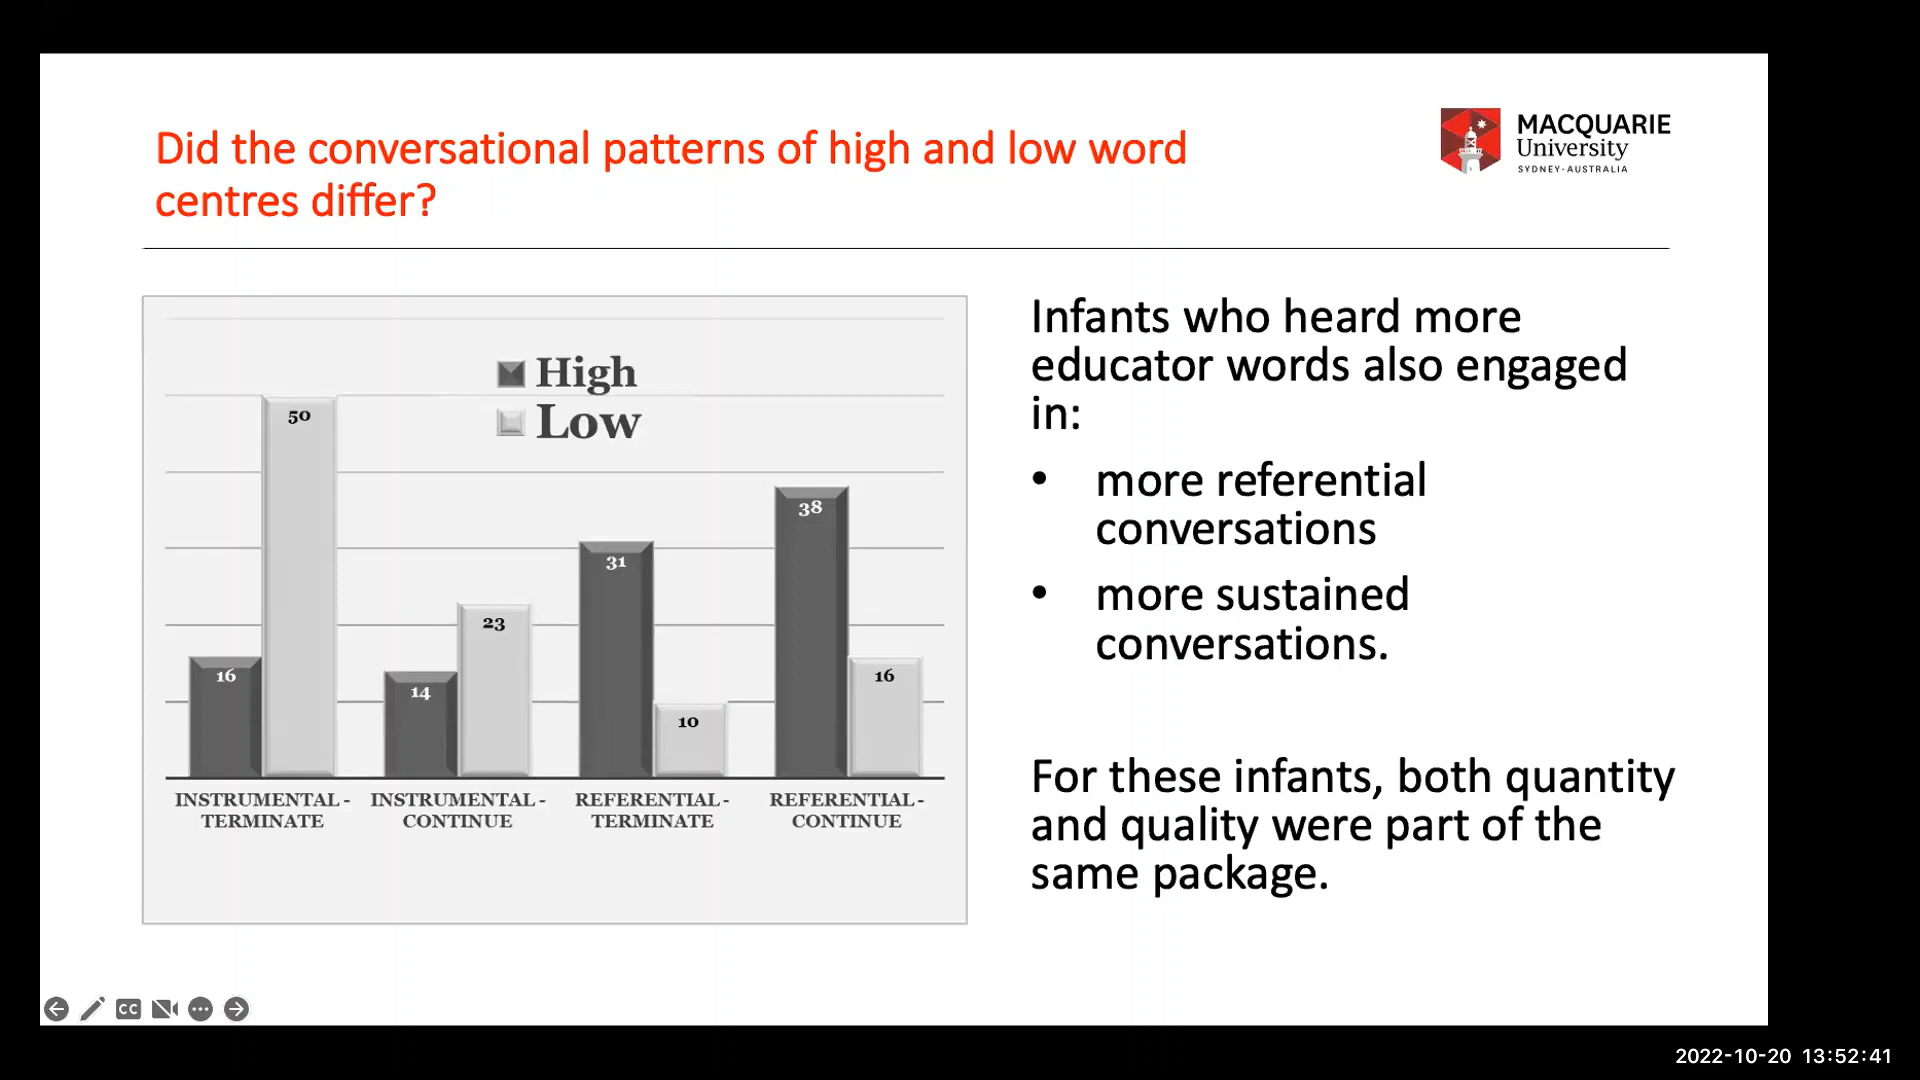 Did the conversational patterns of high and low word
centres differ?
MACQUARIE
University
SYDNEY·AUSTRALIA
High
Low
50
16
23
14
31
10
38
16
INSTRUMENTAL -
TERMINATE
INSTRUMENTAL -
CONTINUE
REFERENTIAL -
TERMINATE
REFERENTIAL -
CONTINUE
Infants who heard more
educator words also engaged
in:
• more referential
conversations
• more sustained
conversations.
For these infants, both quantity
and quality were part of the
same package.
CC
2022-10-20 13:52:41